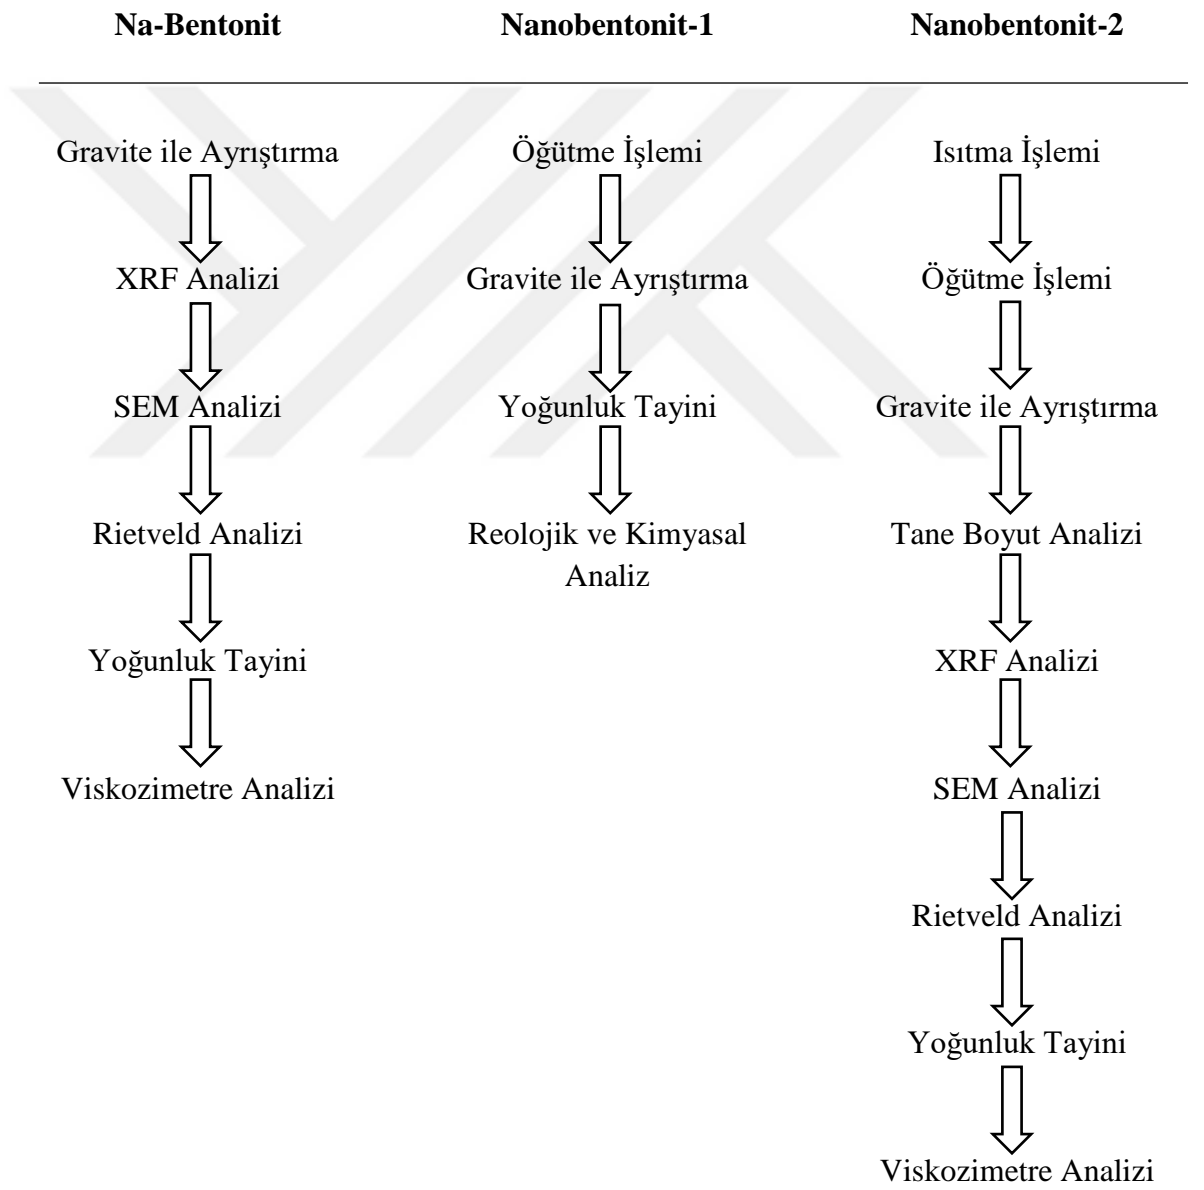 Na-Bentonit
Nanobentonit-1
Nanobentonit-2
Gravite ile Ayrıştırma
XRF Analizi
SEM Analizi
Rietveld Analizi
Yoğunluk Tayini
Viskozimetre Analizi
Öğütme İşlemi
Gravite ile Ayrıştırma
Yoğunluk Tayini
Reolojik ve Kimyasal
Analiz
Isıtma İşlemi
Öğütme İşlemi
Gravite ile Ayrıştırma
Tane Boyut Analizi
XRF Analizi
SEM Analizi
Rietveld Analizi
Yoğunluk Tayini
Viskozimetre Analizi